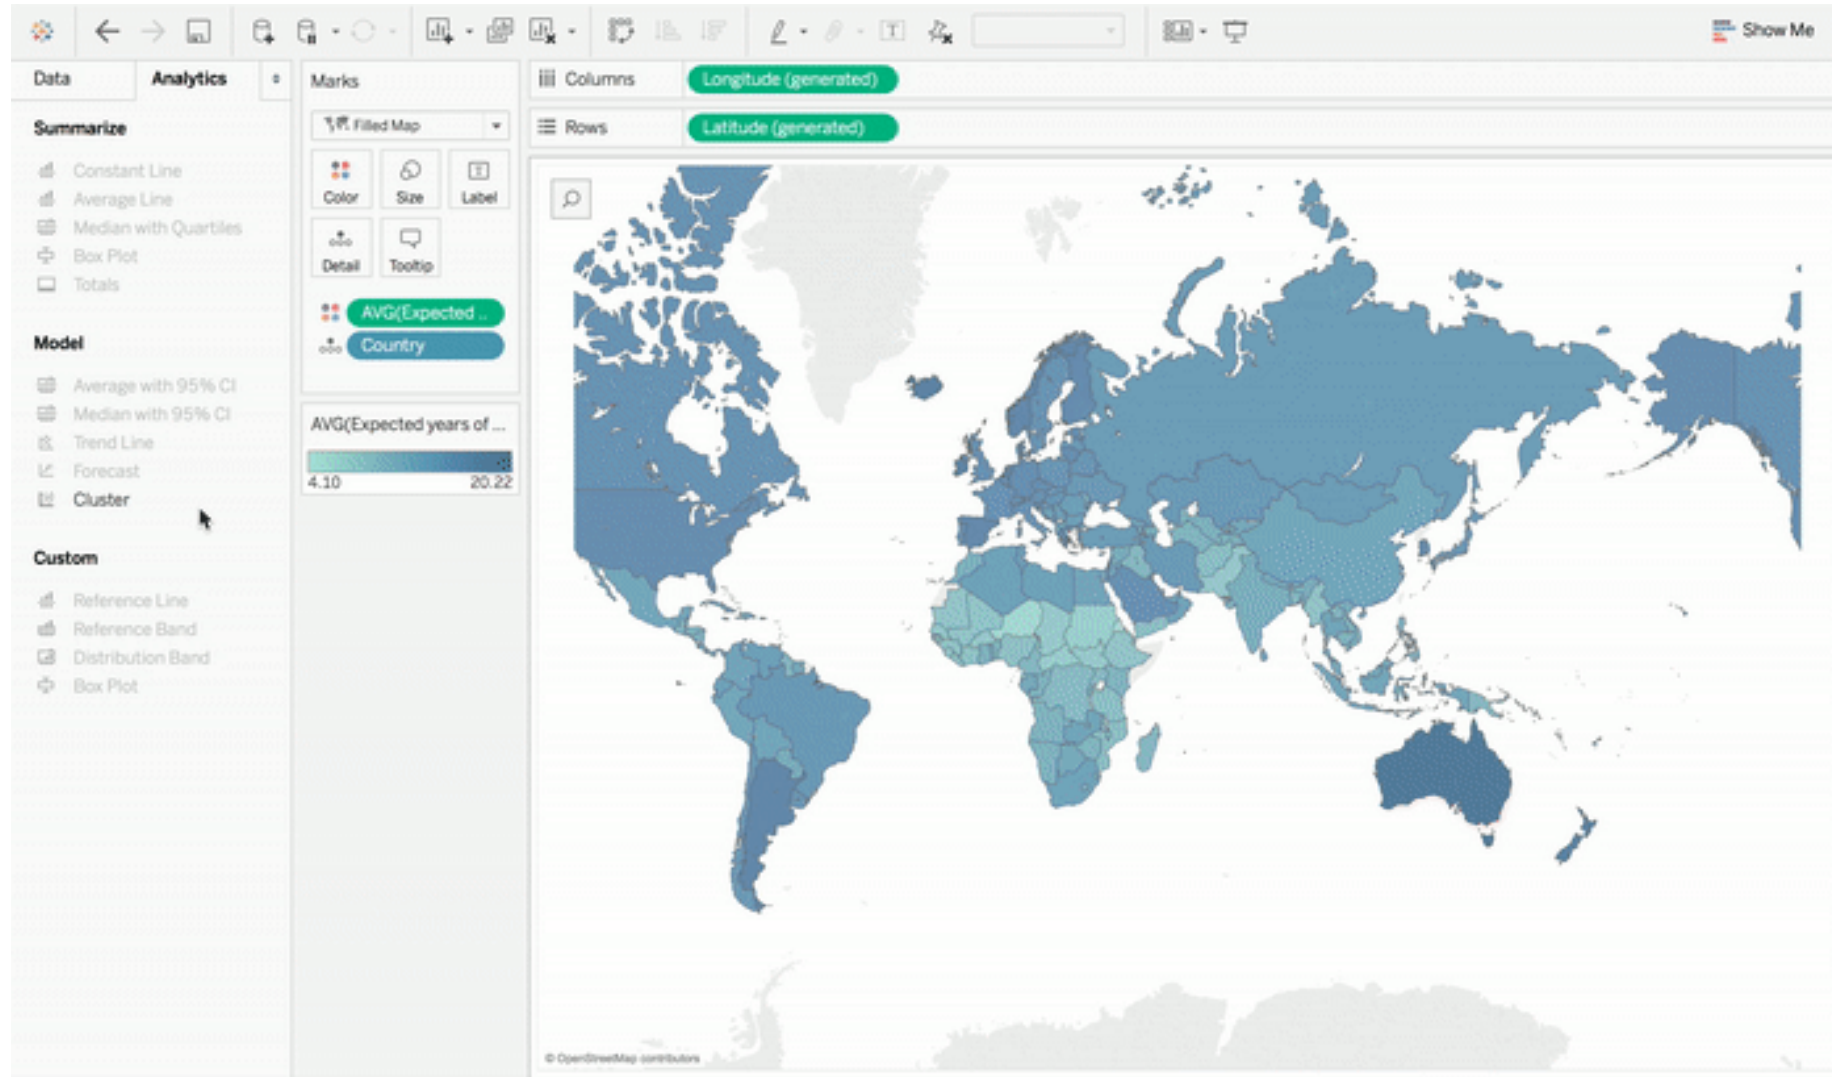 Show Me
Data
Analytics
Summarize
Constant Line
Average Line
Median with Quartiles
Box Plot
Totals
Model
Average with 95% CI
Median with 95% CI
Trend Line
Forecast
Cluster
Custom
Reference Line
Reference Band
Distribution Band
Box Plot
Marks
Filled Map
Color
Size
Label
Detail
Tooltip
AVG(Expected ..
Country
AVG(Expected years of ...
4.10
20.22
Columns
Longitude (generated)
Rows
Latitude (generated)
© OpenStreetMap contributors